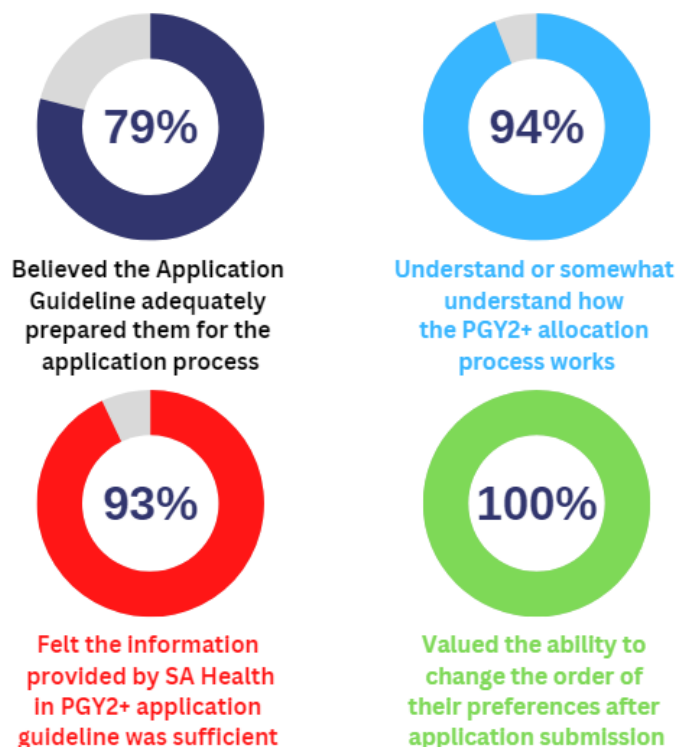 79%
Believed the Application
Guideline adequately
prepared them for the
application process
94%
Understand or somewhat
understand how
the PGY2+ allocation
process works
93%
Felt the information
provided by SA Health
in PGY2+ application
guideline was sufficient
100%
Valued the ability to
change the order of
their preferences after
application submission